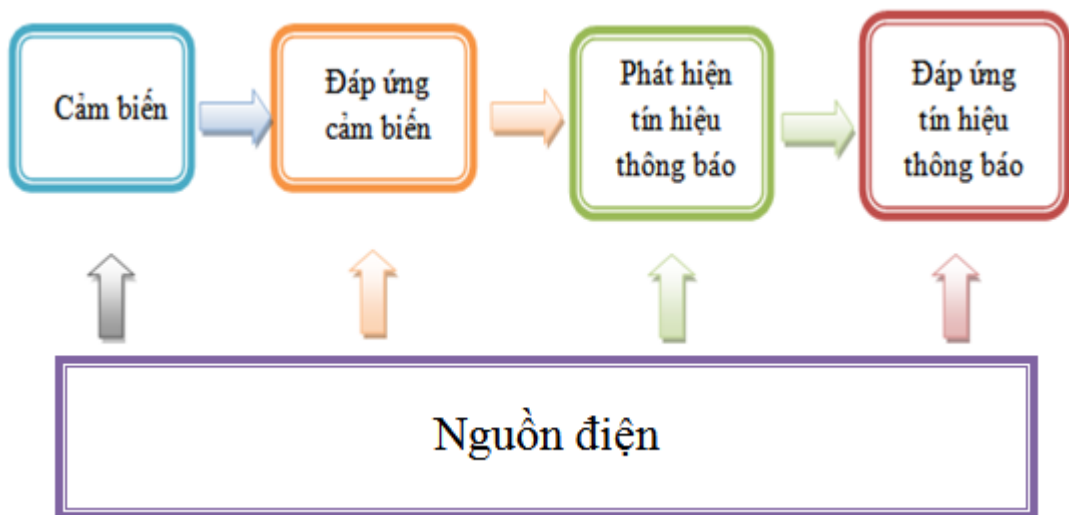 Cảm biến
Đáp ứng
cảm biến
Phát hiện
tín hiệu
thông báo
Đáp ứng
tín hiệu
thông báo
Nguồn điện